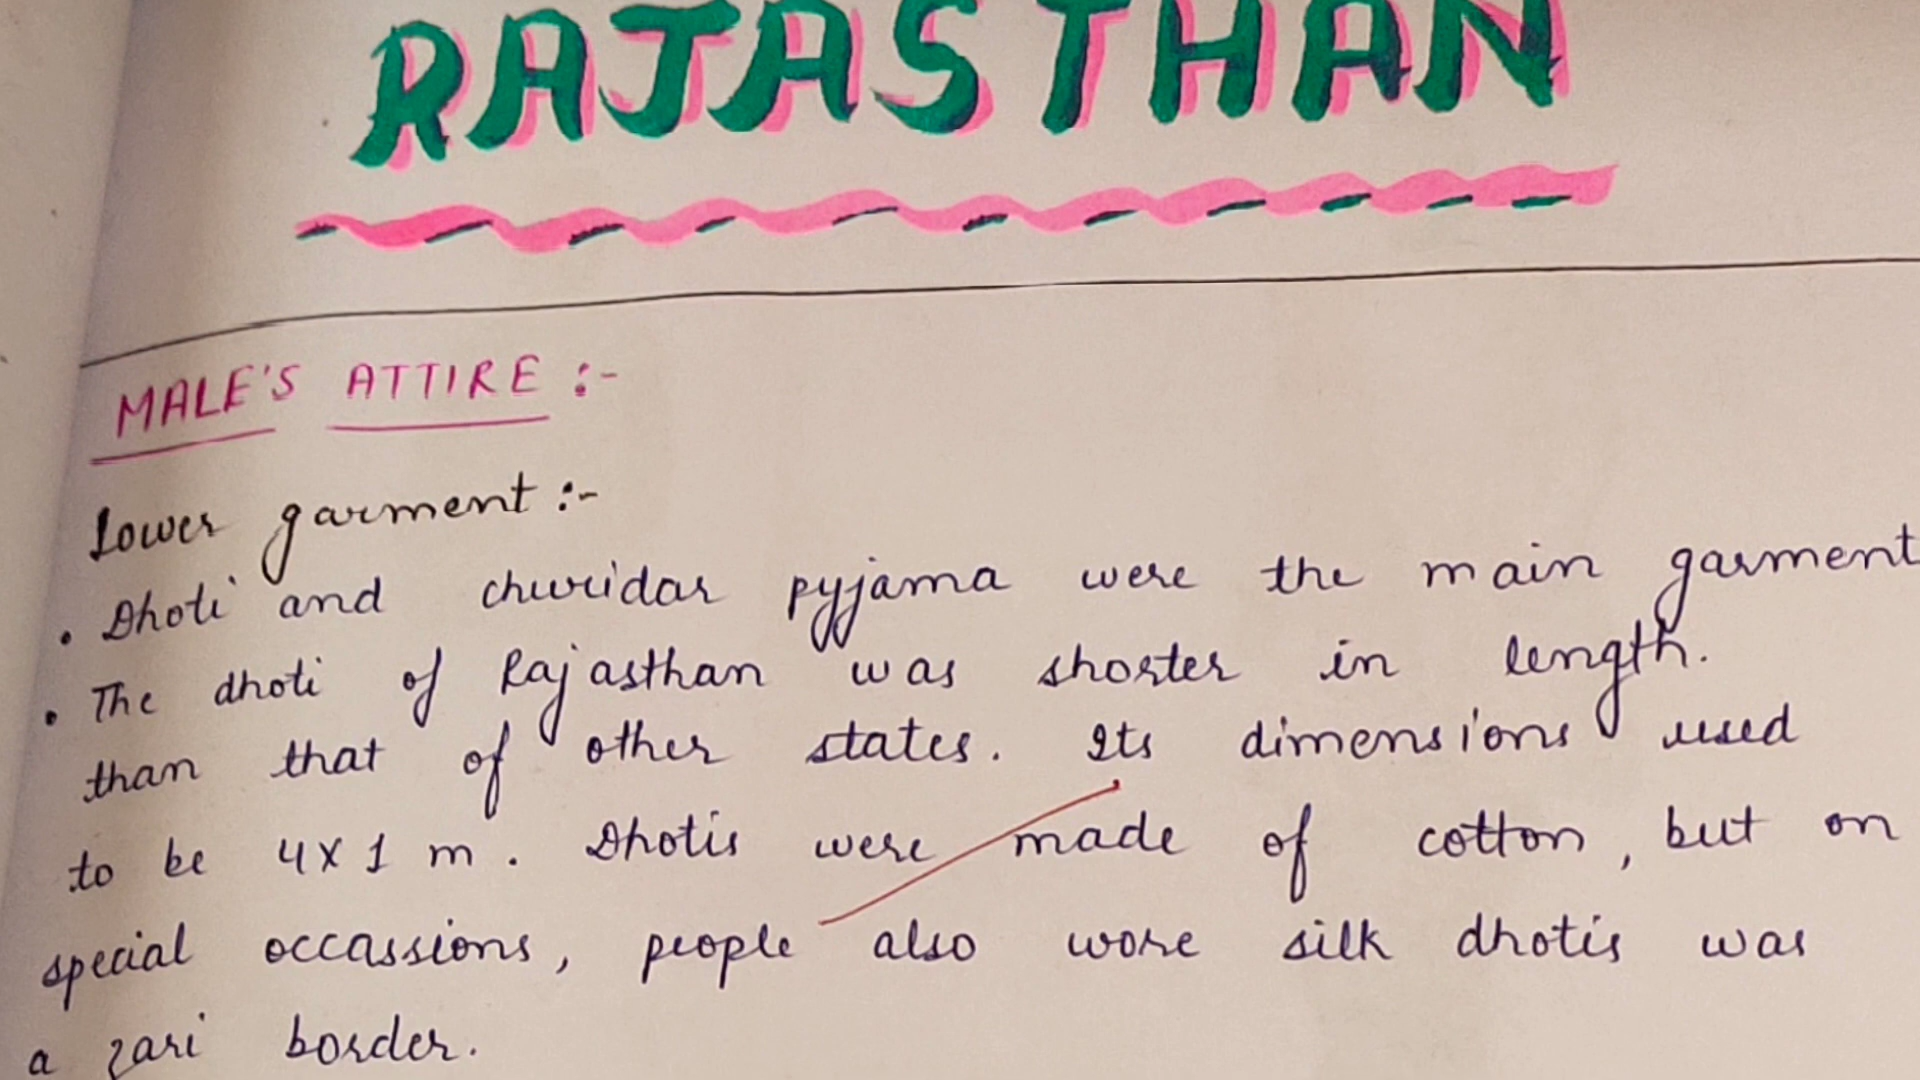 RAJASTHAN
MALE'S ATTIRE :-
Lower garment :-
• Dhoti and churidar pyjama were the main garment
• The dhoti of Rajasthan was shorter in length.
than that of other states. Its dimensions used
to be 4x1 m. Dhotis were made of cotton, but on
special occassions, people also wore silk dhotis was
a zari border.